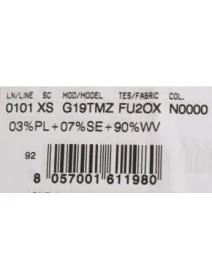 LN/LINE SC MOD/MODEL TES/FABRIC COL.
0101 XS G19TMZ FU2OX N0000
03%PL+07%SE+90%WV
92
8 057001 611980